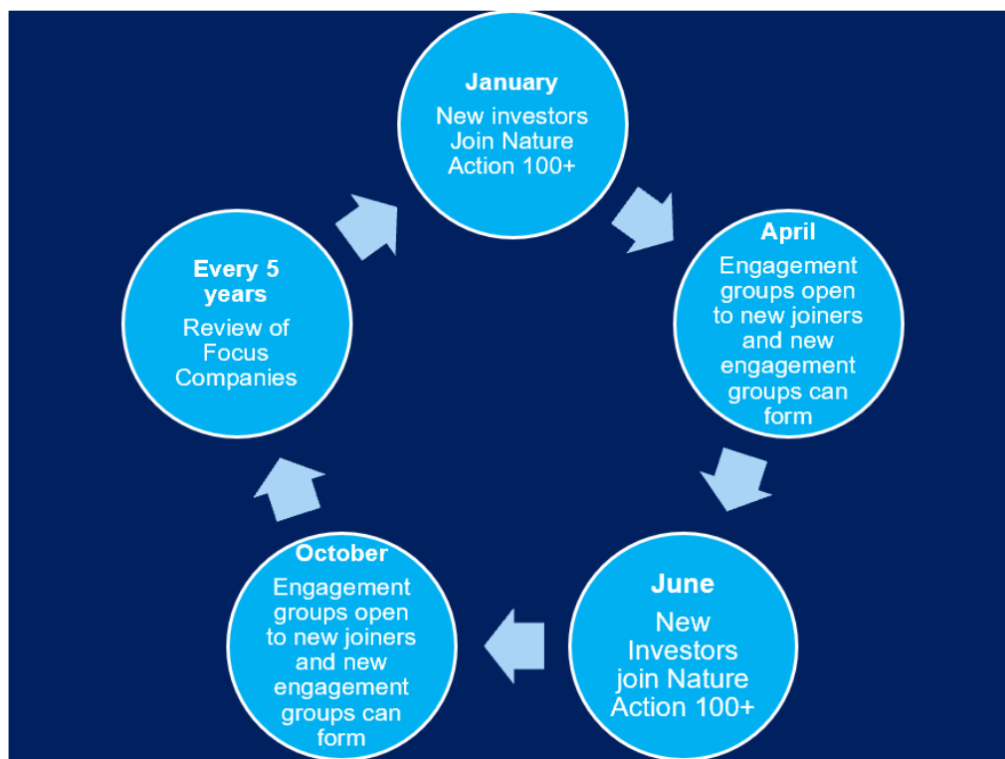 January
New investors
Join Nature
Action 100+
April
Engagement
groups open
to new joiners
and new
engagement
groups can
form
June
New
Investors
join Nature
Action 100+
October
Engagement
groups open
to new joiners
and new
engagement
groups can
form
Every 5
years
Review of
Focus
Companies